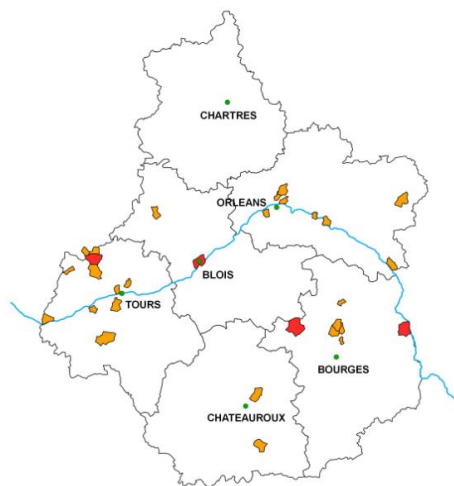 CHARTRES
ORLEANS
BLOIS
TOURS
BOURGES
CHATEAUROUX